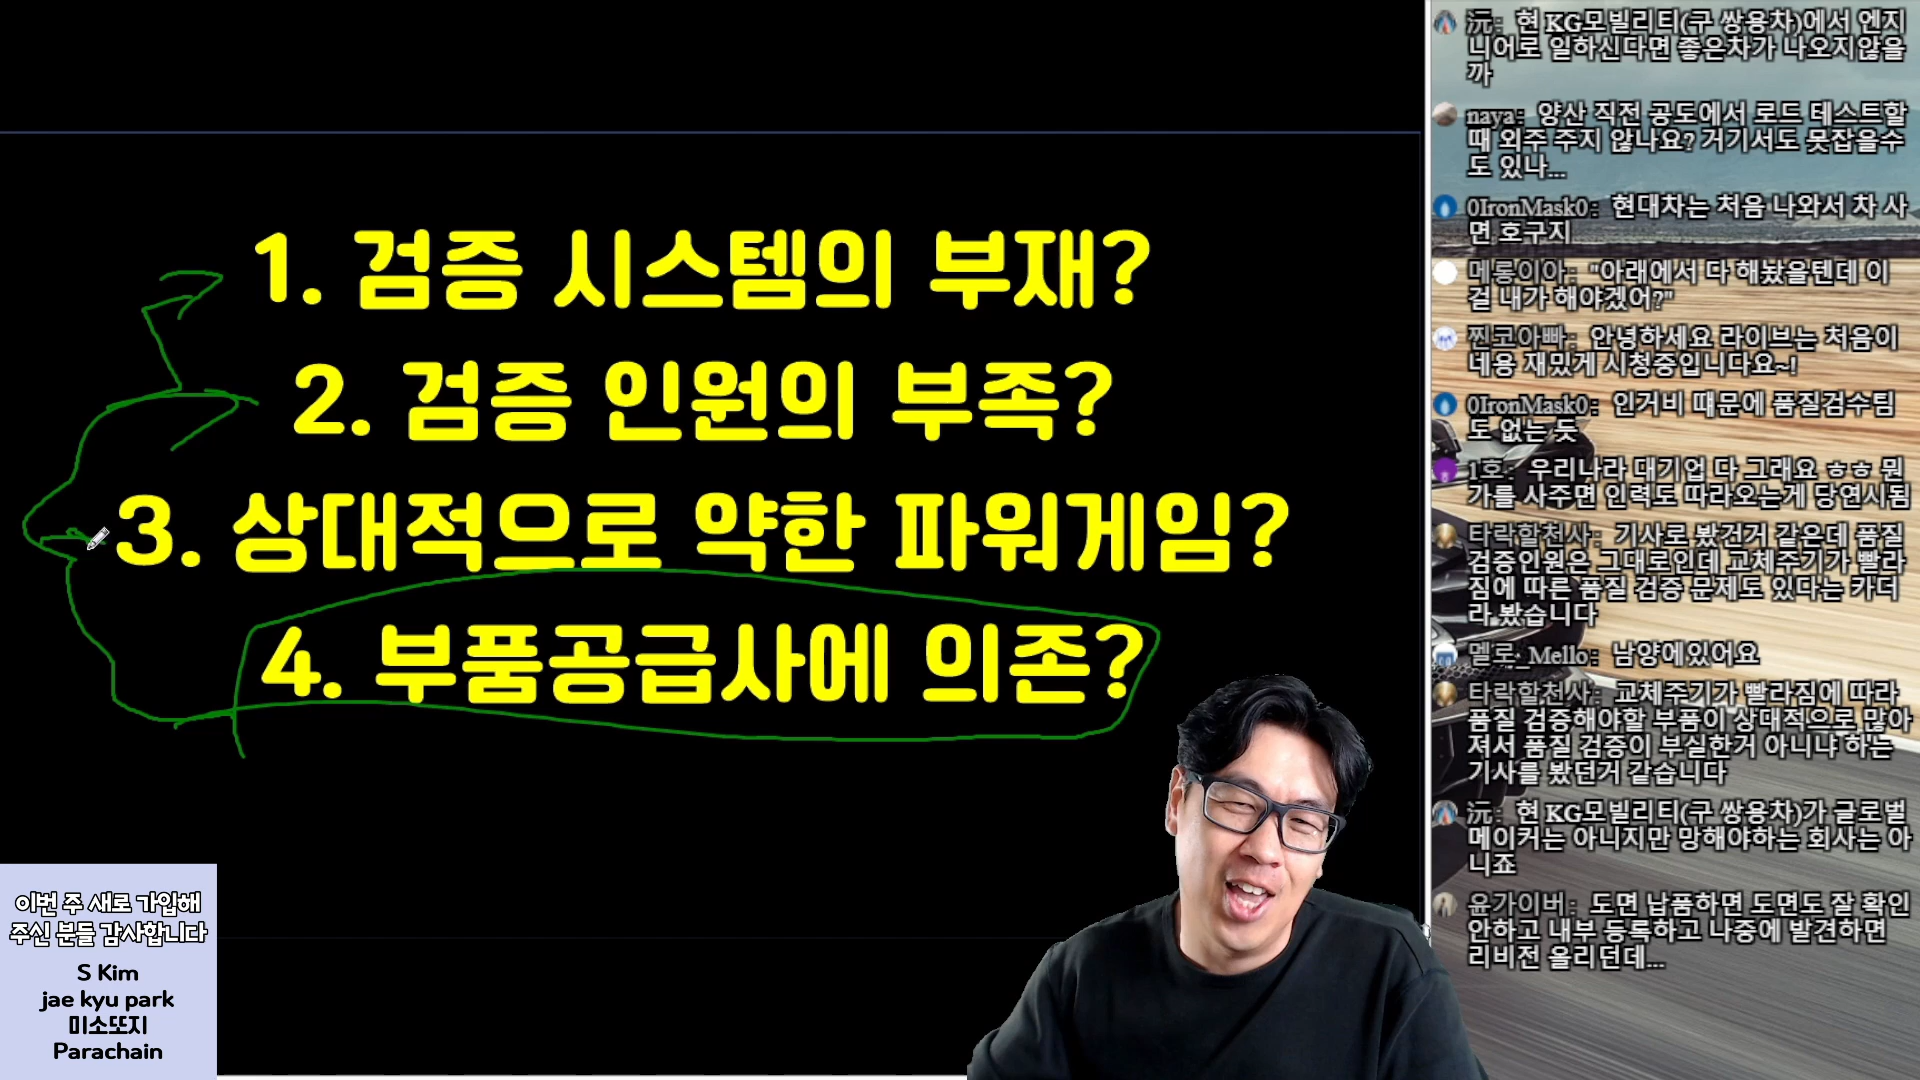 1. 검증 시스템의 부재?
2. 검증 인원의 부족?
3. 상대적으로 약한 파워게임?
4. 부품공급사에 의존?
이번 주 새로 가입해
주신 분들 감사합니다
S Kim
jae kyu park
미소또지
Parachain
沅: 현 KG모빌리티(구 쌍용차)에서 엔지
니어로 일하신다면 좋은차가 나오지않을
까
naya: 양산 직전 공도에서 로드 테스트할
때 외주 주지 않나요? 거기서도 못잡을수
도 있나...
0IronMask0: 현대차는 처음 나와서 차 사
면 호구지
메롱이아: "아래에서 다 해놨을텐데 이
걸 내가 해야겠어?"
찐코아빠: 안녕하세요 라이브는 처음이
네용 재밌게 시청중입니다요~!
0IronMask0: 인거비 떄문에 품질검수팀
도 없는 듯
1호: 우리나라 대기업 다 그래요 ㅎㅎ 뭔
가를 사주면 인력도 따라오는게 당연시됨
타락할천사: 기사로 봤건거 같은데 품질
검증인원은 그대로인데 교체주기가 빨라
짐에 따른 품질 검증 문제도 있다는 카더
라 봤습니다
멜로_Mello: 남양에있어요
타락할천사: 교체주기가 빨라짐에 따라
품질 검증해야할 부품이 상대적으로 많아
져서 품질 검증이 부실한거 아니냐 하는
기사를 봤던거 같습니다
沅: 현 KG모빌리티(구 쌍용차)가 글로벌
메이커는 아니지만 망해야하는 회사는 아
니죠
윤가이버: 도면 납품하면 도면도 잘 확인
안하고 내부 등록하고 나중에 발견하면
리비전 올리던데...